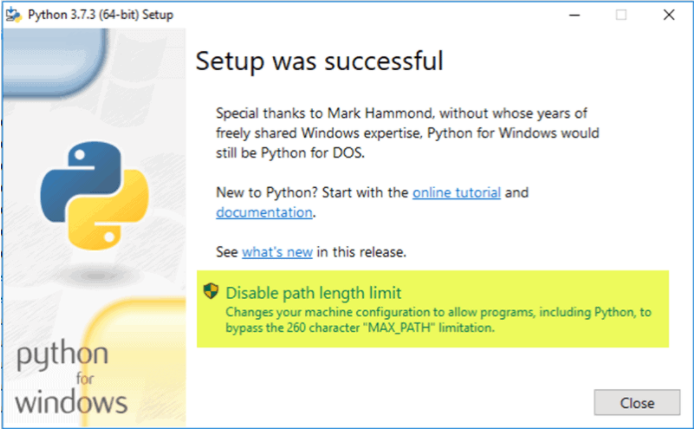 Python 3.7.3 (64-bit) Setup
Setup was successful
Special thanks to Mark Hammond, without whose years of
freely shared Windows expertise, Python for Windows would
still be Python for DOS.
New to Python? Start with the online tutorial and
documentation.
See what's new in this release.
Disable path length limit
Changes your machine configuration to allow programs, including Python, to
bypass the 260 character "MAX_PATH" limitation.
python
for
windows
Close